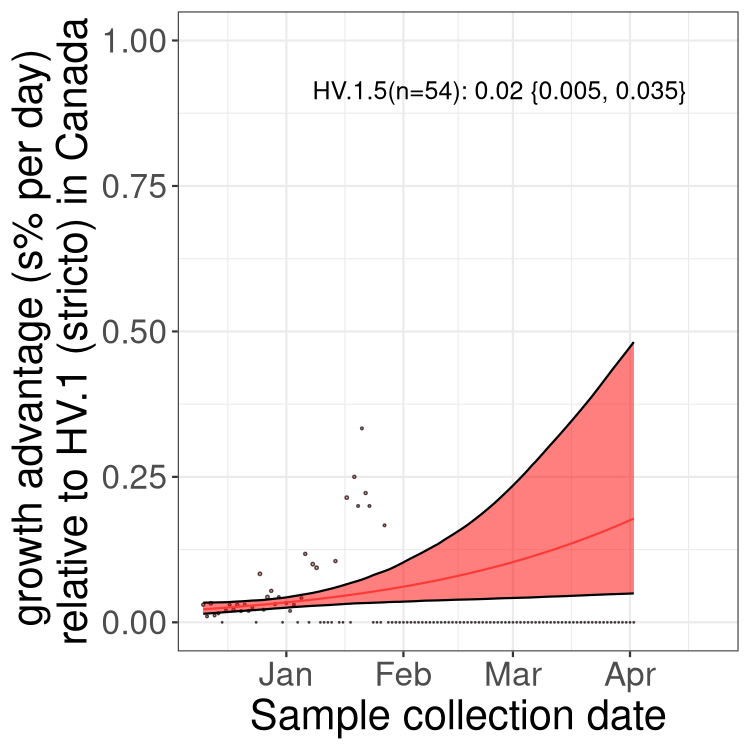 growth advantage (s% per day)
relative to HV.1 (stricto) in Canada
1.00
HV.1.5(n=54): 0.02 {0.005, 0.035}
0.75
0.50
0.25
0.00
Jan Feb Mar Apr
Sample collection date